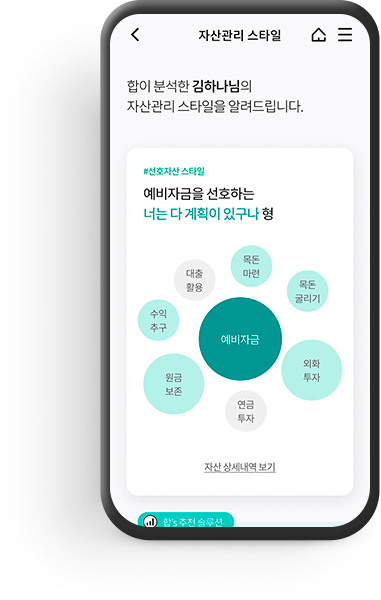 자산관리 스타일
합이 분석한 김하나님의
자산관리 스타일을 알려드립니다.
#선호자산 스타일
예비자금을 선호하는
너는 다 계획이 있구나 형
목돈
마련
대출
활용
목돈
굴리기
수익
추구
예비자금
외화
투자
원금
보존
연금
투자
자산 상세내역 보기
합's 추천 솔루션